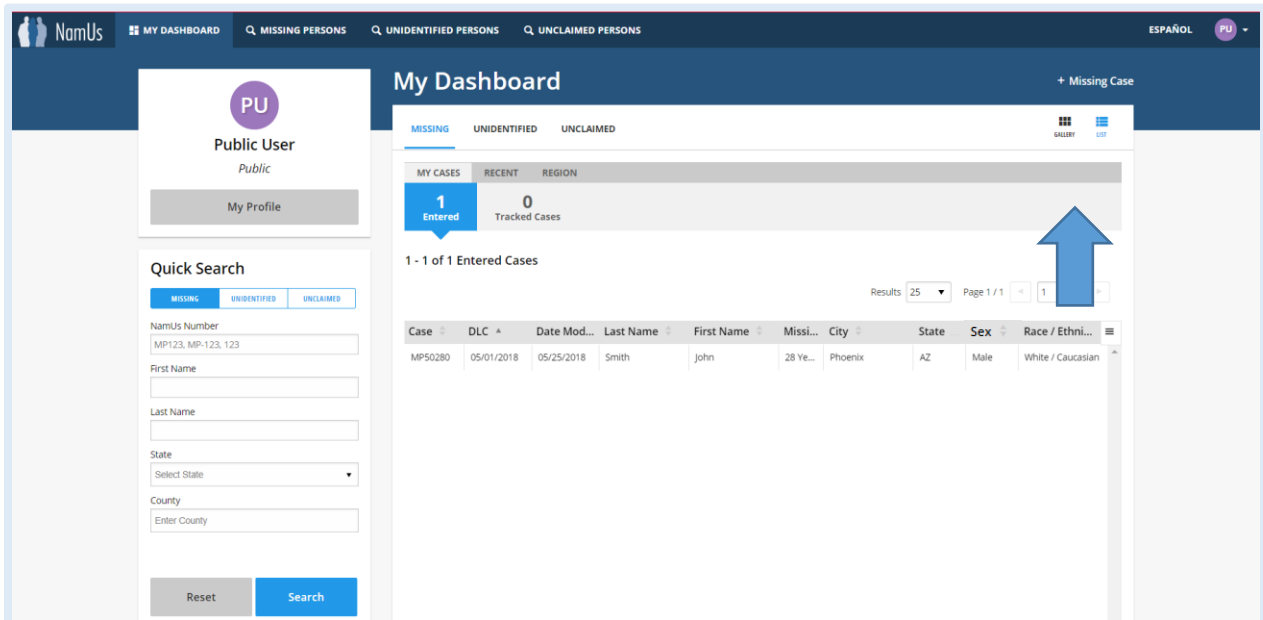 NamUs MY DASHBOARD MISSING PERSONS UNIDENTIFIED PERSONS UNCLAIMED PERSONS ESPAÑOL PU
PU
Public User
Public
My Profile
Quick Search
MISSING UNIDENTIFIED UNCLAIMED
NamUs Number
MP123, MP-123, 123
First Name
Last Name
State
Select State
County
Enter County
Reset Search
My Dashboard + Missing Case
MISSING UNIDENTIFIED UNCLAIMED GALLERY LIST
MY CASES RECENT REGION
1 0
Entered Tracked Cases
1 - 1 of 1 Entered Cases
Results 25 Page 1 / 1 1
Case DLC Date Mod... Last Name First Name Missi... City State Sex Race / Ethni...
MP50280 05/01/2018 05/25/2018 Smith John 28 Ye... Phoenix AZ Male White / Caucasian